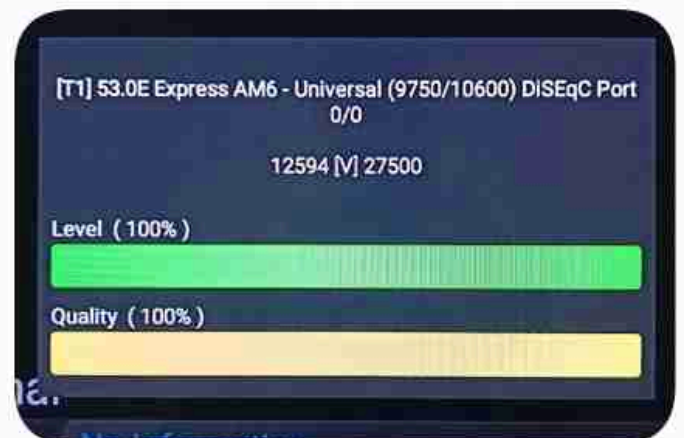 [T1] 53.0E Express AM6 - Universal (9750/10600) DiSEqC Port
0/0
12594 [V] 27500
Level ( 100% )
Quality ( 100% )